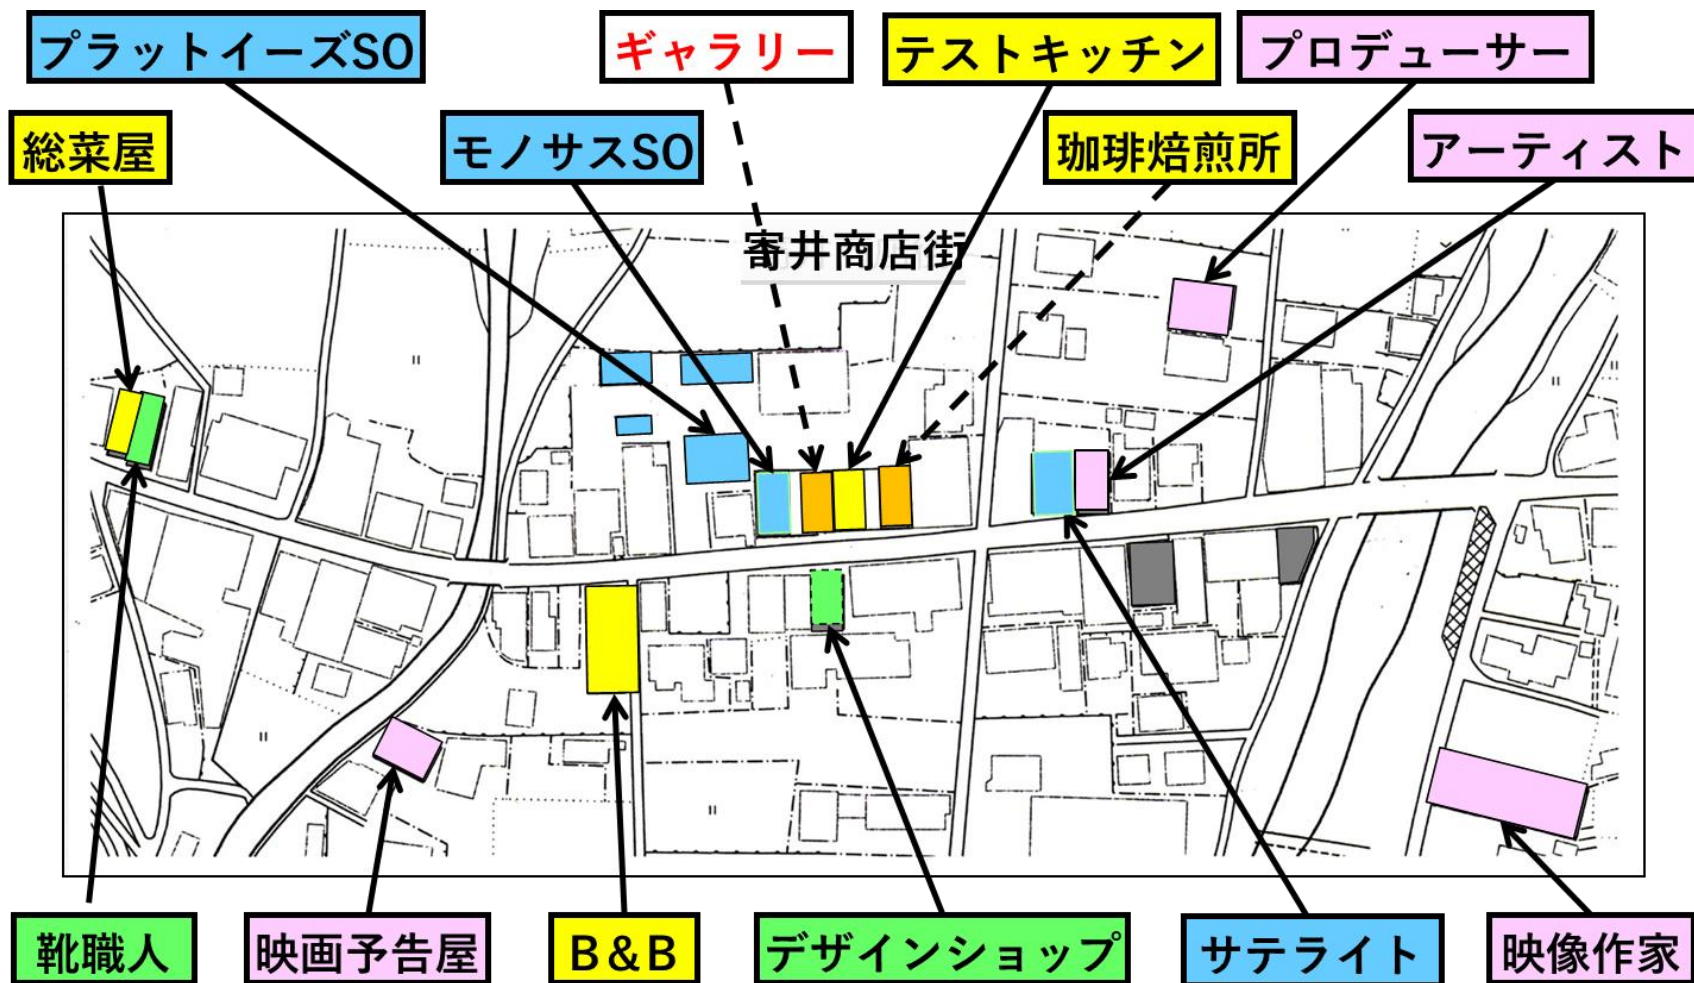 プラットイーズSO
ギャラリー
テストキッチン
プロデューサー
総菜屋
モノサスSO
珈琲焙煎所
アーティスト
寄井商店街
靴職人
映画予告屋
B&B
デザインショップ
サテライト
映像作家